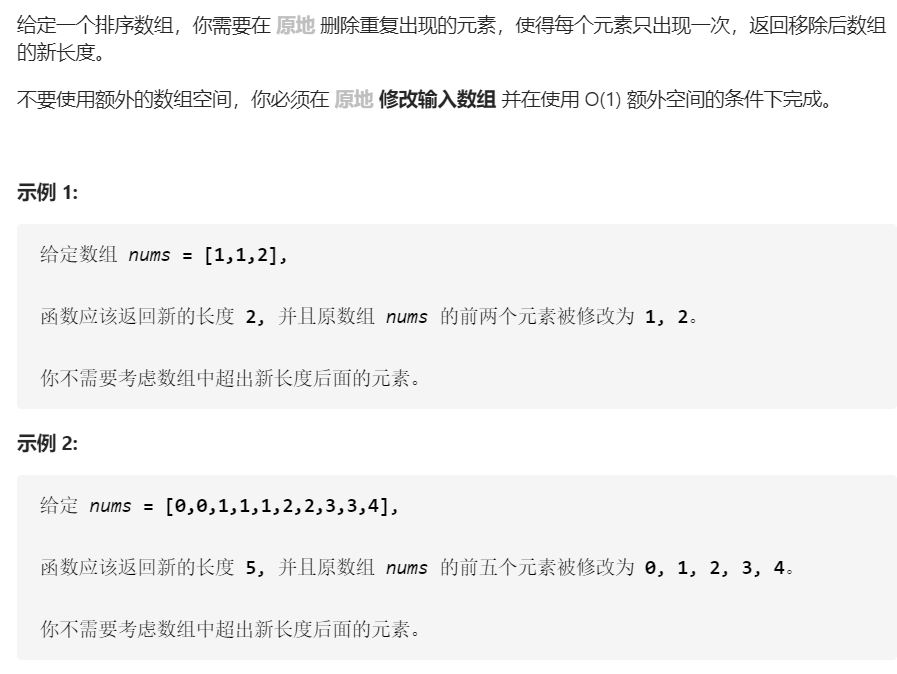 给定一个排序数组，你需要在 原地 删除重复出现的元素，使得每个元素只出现一次，返回移除后数组
的新长度。
不要使用额外的数组空间，你必须在 原地 修改输入数组 并在使用 O(1) 额外空间的条件下完成。
示例 1:
给定数组 nums = [1,1,2],
函数应该返回新的长度 2, 并且原数组 nums 的前两个元素被修改为 1, 2。
你不需要考虑数组中超出新长度后面的元素。
示例 2:
给定 nums = [0,0,1,1,1,2,2,3,3,4],
函数应该返回新的长度 5, 并且原数组 nums 的前五个元素被修改为 0, 1, 2, 3, 4。
你不需要考虑数组中超出新长度后面的元素。